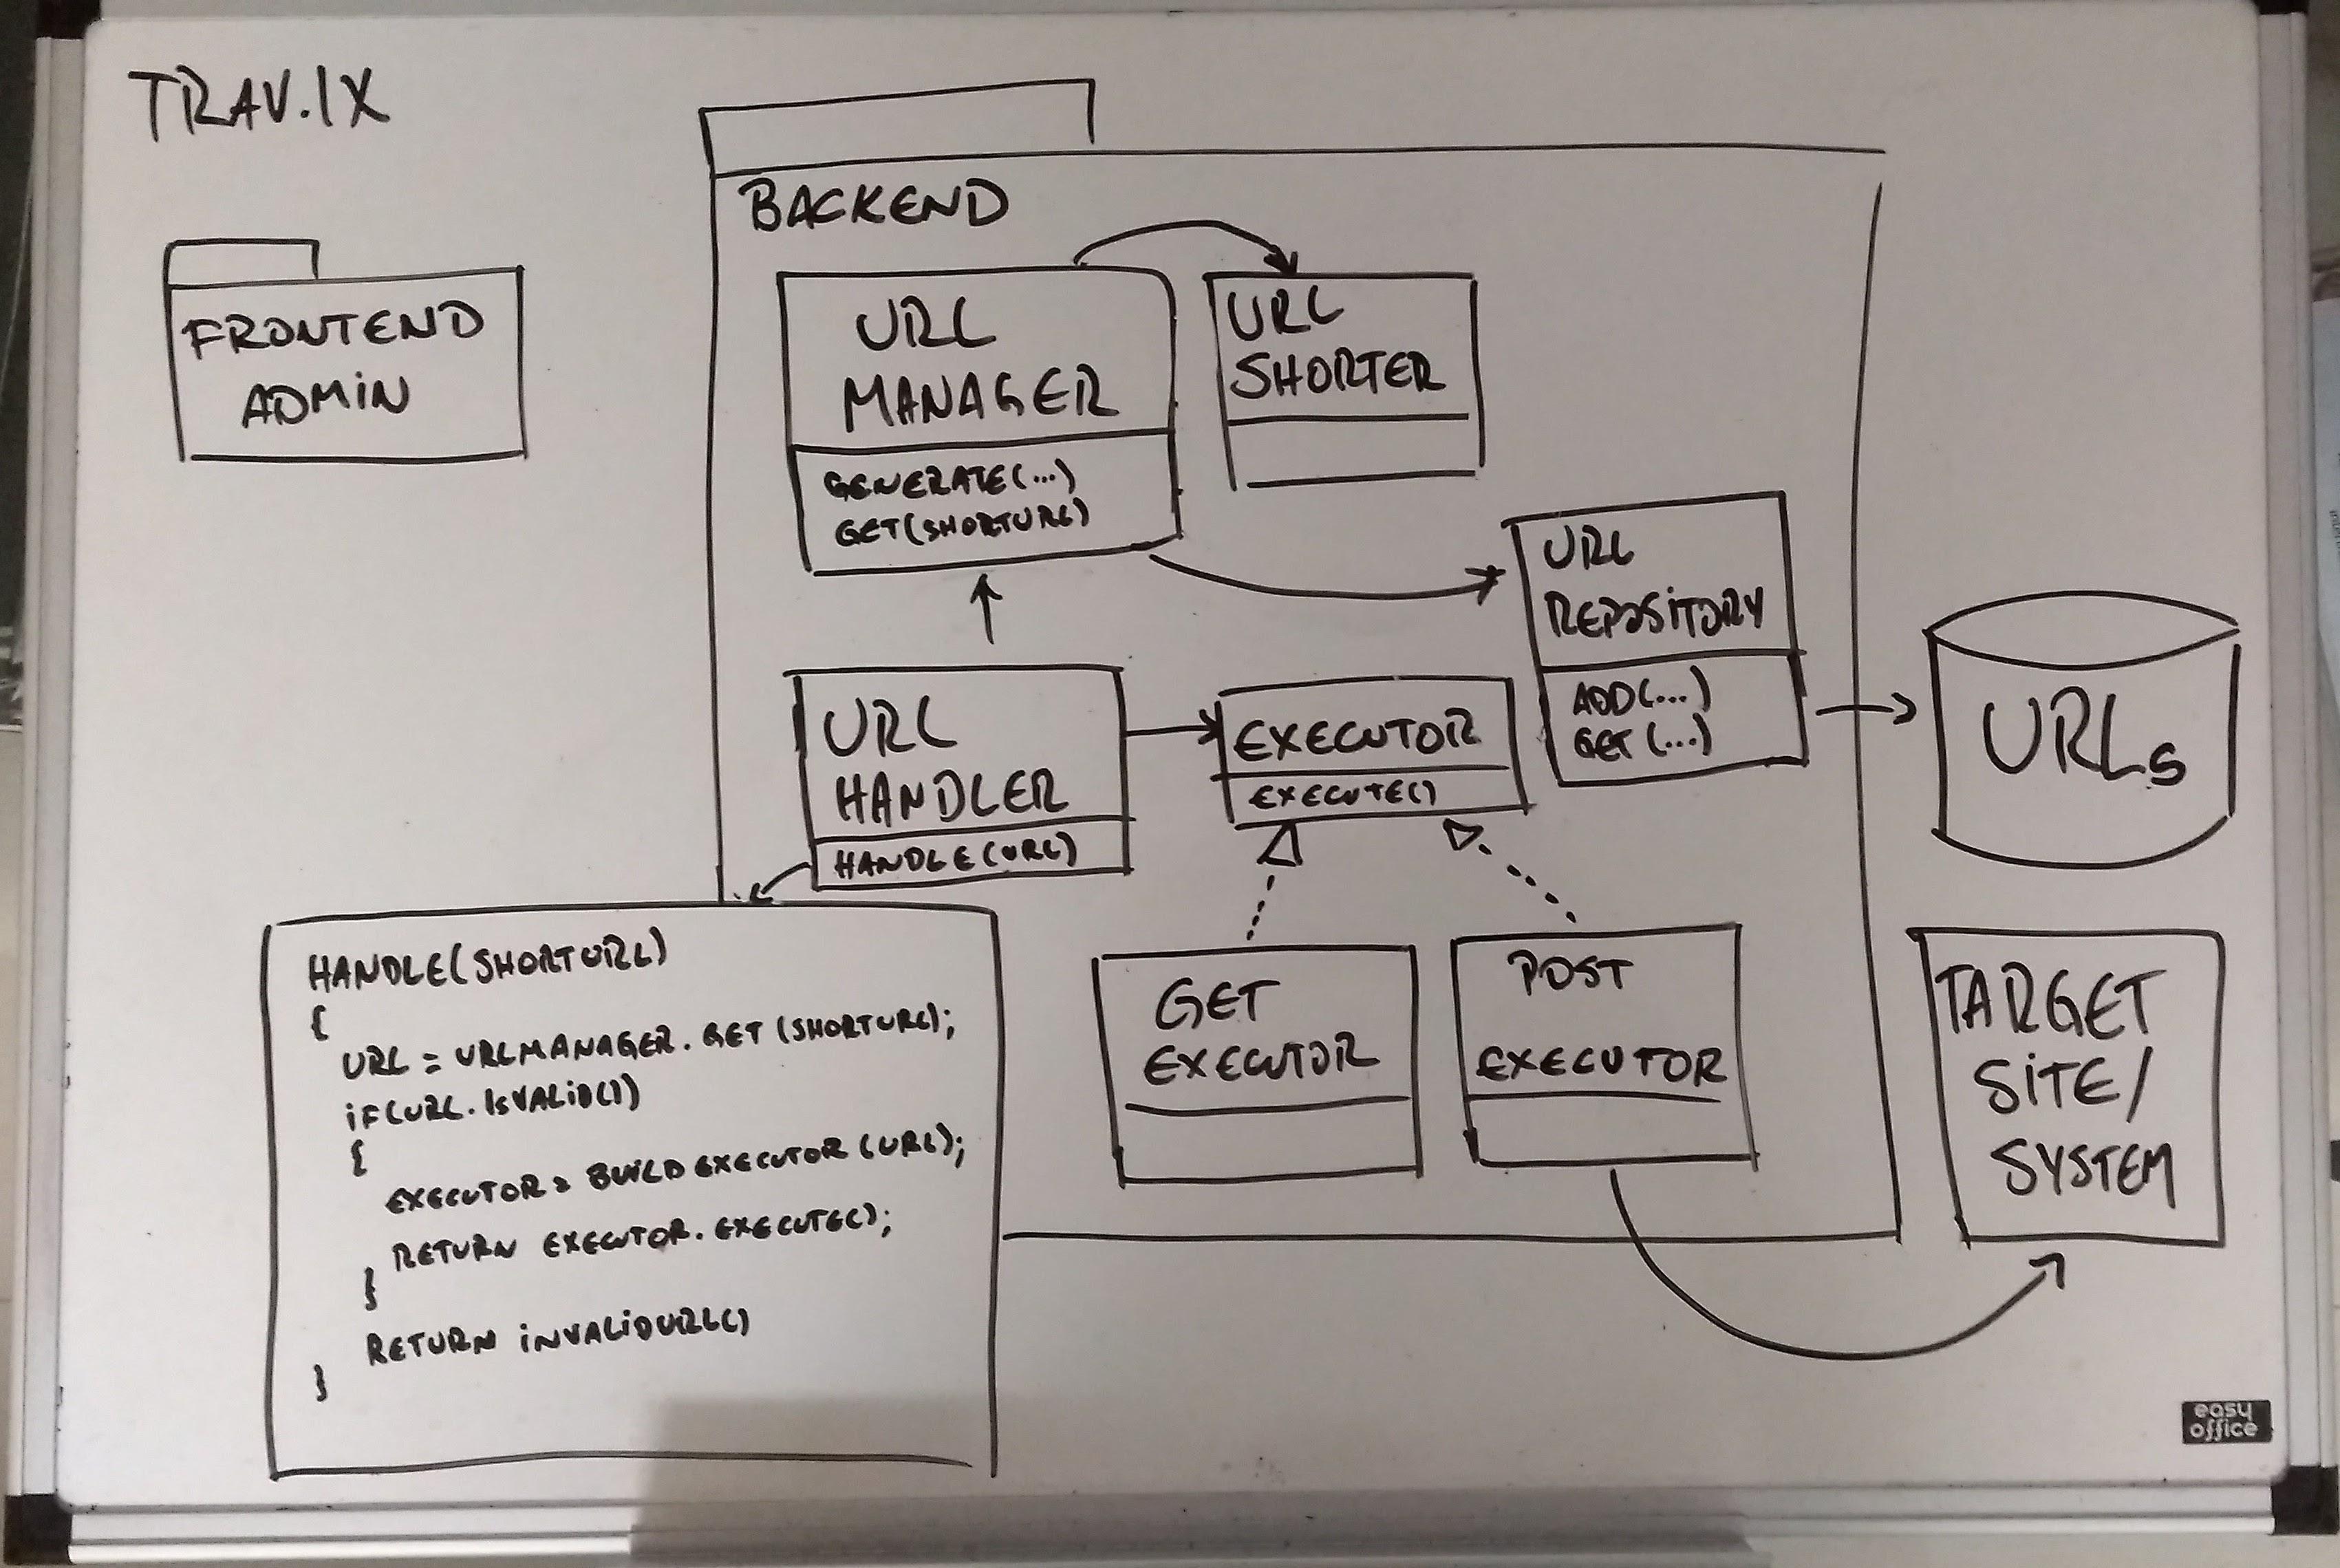 TRAV.IX
BACKEND
FRONTEND
ADMIN
URL
MANAGER
GENERATE(...)
GET(SHORTURL)
URL
SHORTER
URL
REPOSITORY
ADD(...)
GET(...)
URLs
URL
HANDLER
HANDLE(URL)
EXECUTOR
EXECUTE()
GET
EXECUTOR
POST
EXECUTOR
TARGET
SITE/
SYSTEM
HANDLE(SHORTURL)
{
URL = URLMANAGER.GET(SHORTURL);
iF(URL.ISVALID())
{
EXECUTOR = BUILDEXECUTOR(URL);
RETURN EXECUTOR.EXECUTE();
}
RETURN INVALIDURL()
}
easy
office